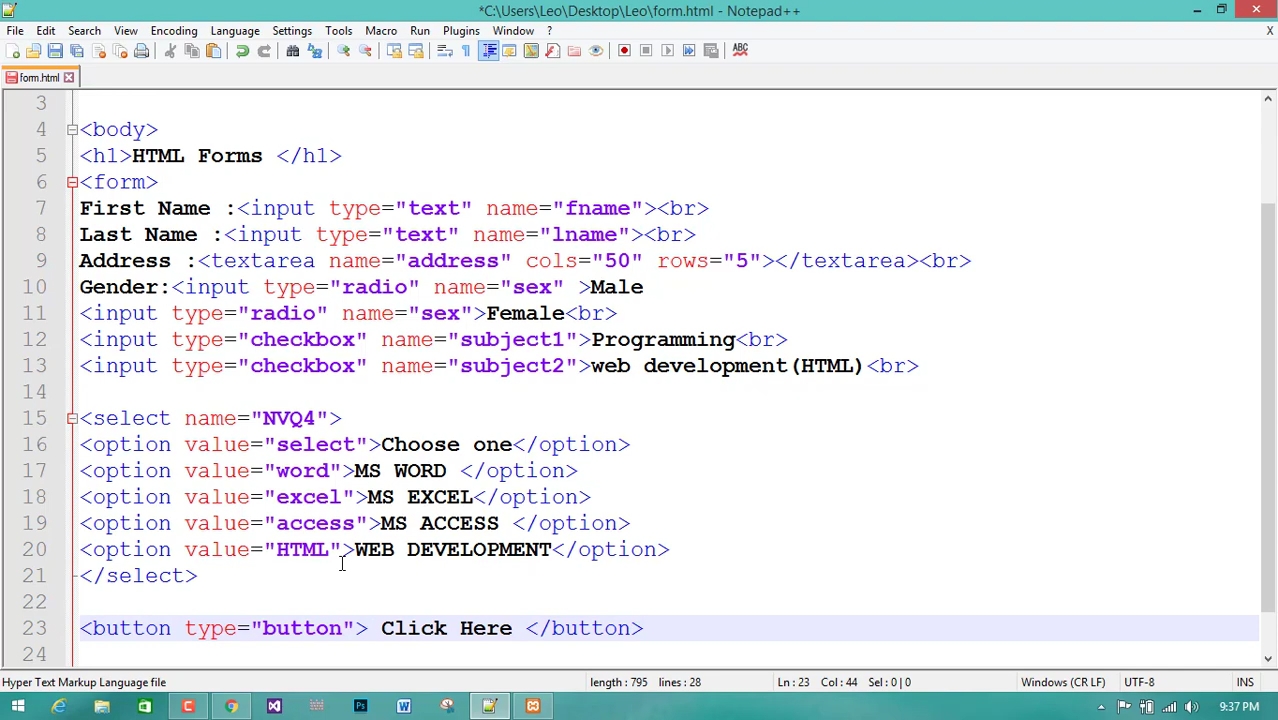 *C:\Users\Leo\Desktop\Leo\form.html - Notepad++
File Edit Search View Encoding Language Settings Tools Macro Run Plugins Window ? X
ABC
form.html
3
4 <body>
5 <h1>HTML Forms </h1>
6 <form>
7 First Name :<input type="text" name="fname"><br>
8 Last Name :<input type="text" name="lname"><br>
9 Address :<textarea name="address" cols="50" rows="5"></textarea><br>
10 Gender:<input type="radio" name="sex" >Male
11 <input type="radio" name="sex">Female<br>
12 <input type="checkbox" name="subject1">Programming<br>
13 <input type="checkbox" name="subject2">web development(HTML)<br>
14
15 <select name="NVQ4">
16 <option value="select">Choose one</option>
17 <option value="word">MS WORD </option>
18 <option value="excel">MS EXCEL</option>
19 <option value="access">MS ACCESS </option>
20 <option value="HTML">WEB DEVELOPMENT</option>
21 </select>
22
23 <button type="button"> Click Here </button>
24
Hyper Text Markup Language file length : 795 lines : 28 Ln : 23 Col : 44 Sel : 0 | 0 Windows (CR LF) UTF-8 INS
C Ps W 9:37 PM